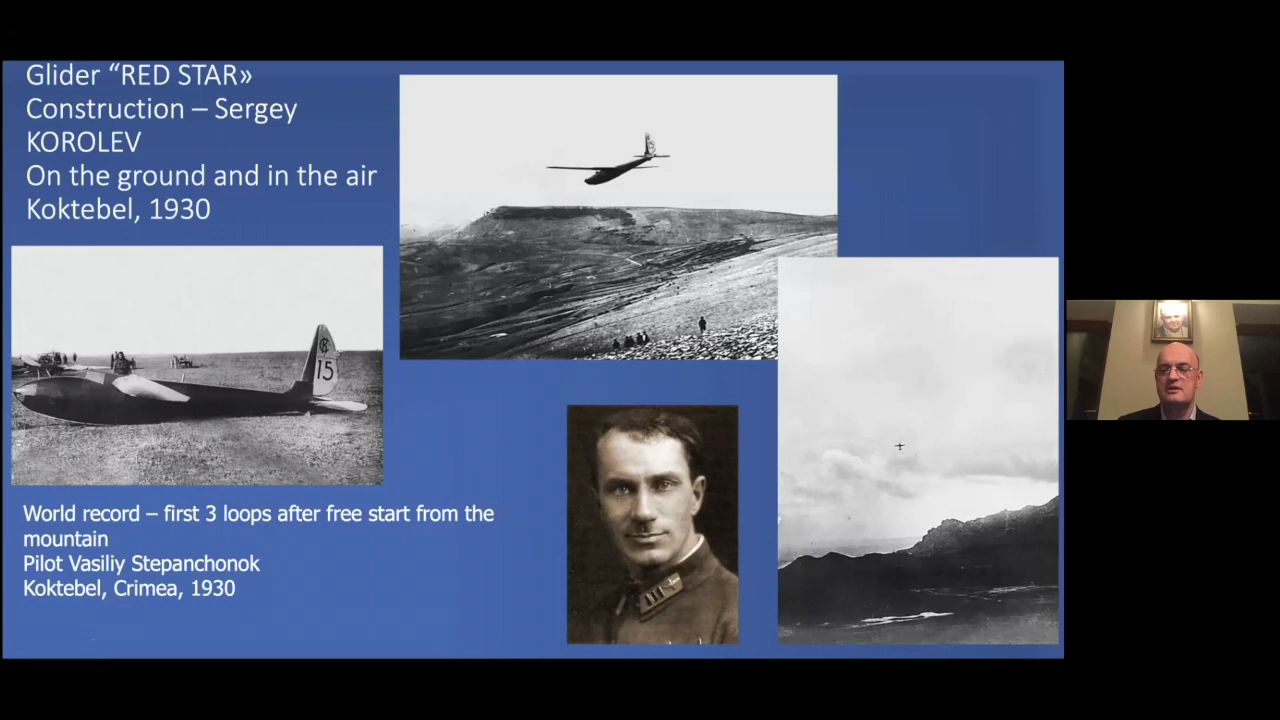 Glider “RED STAR»
Construction – Sergey
KOROLEV
On the ground and in the air
Koktebel, 1930
15
World record – first 3 loops after free start from the
mountain
Pilot Vasiliy Stepanchonok
Koktebel, Crimea, 1930